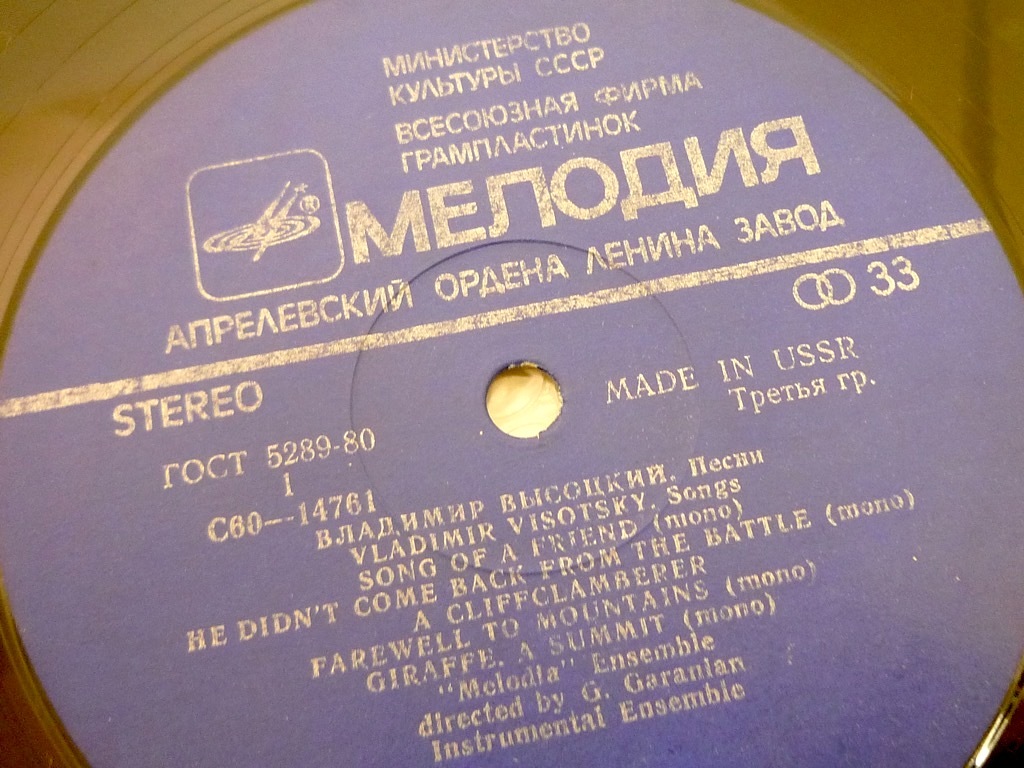 МИНИСТЕРСТВО
КУЛЬТУРЫ СССР
ВСЕСОЮЗНАЯ ФИРМА
ГРАМПЛАСТИНОК
МЕЛОДИЯ
АПРЕЛЕВСКИЙ ОРДЕНА ЛЕНИНА ЗАВОД
33
STEREO
MADE IN USSR
Третья гр.
ГОСТ 5289-80
1
С60—14761
ВЛАДИМИР ВЫСОЦКИЙ. Песни
VLADIMIR VISOTSKY. Songs
SONG OF A FRIEND (mono)
HE DIDN'T COME BACK FROM THE BATTLE (mono)
A CLIFFCLAMBERER
FAREWELL TO MOUNTAINS (mono)
GIRAFFE. A SUMMIT (mono)
"Melodia" Ensemble
directed by G. Garanian
Instrumental Ensemble